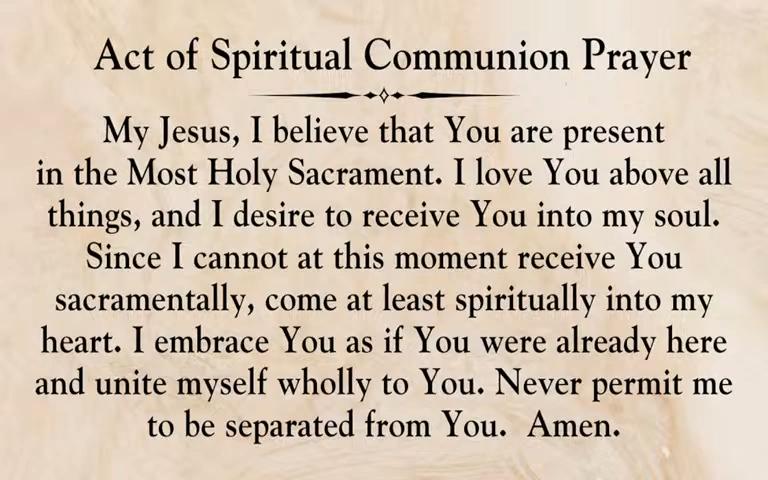 Act of Spiritual Communion Prayer
My Jesus, I believe that You are present
in the Most Holy Sacrament. I love You above all
things, and I desire to receive You into my soul.
Since I cannot at this moment receive You
sacramentally, come at least spiritually into my
heart. I embrace You as if You were already here
and unite myself wholly to You. Never permit me
to be separated from You.  Amen.